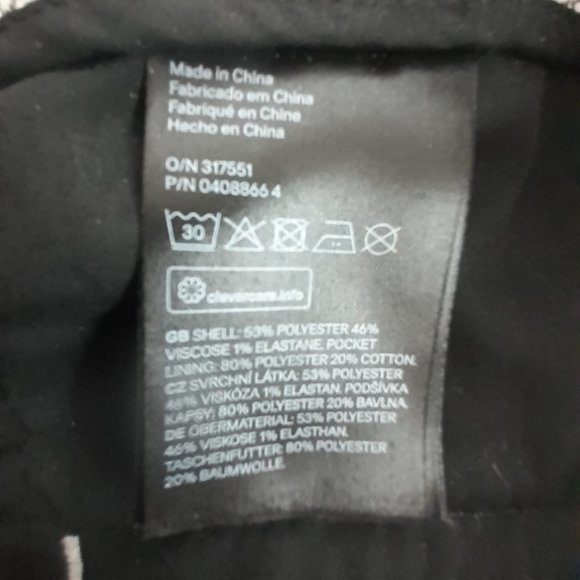 Made in China
Fabricado em China
Fabriqué en Chine
Hecho en China
O/N 317551
P/N 0408866 4
30
clevercare.info
GB SHELL: 53% POLYESTER 46%
VISCOSE 1% ELASTANE. POCKET
LINING: 80% POLYESTER 20% COTTON.
CZ SVRCHNÍ LÁTKA: 53% POLYESTER
46% VISKÓZA 1% ELASTAN. PODŠÍVKA
KAPSY: 80% POLYESTER 20% BAVLNA.
DE OBERMATERIAL: 53% POLYESTER
46% VISKOSE 1% ELASTHAN.
TASCHENFUTTER: 80% POLYESTER
20% BAUMWOLLE.